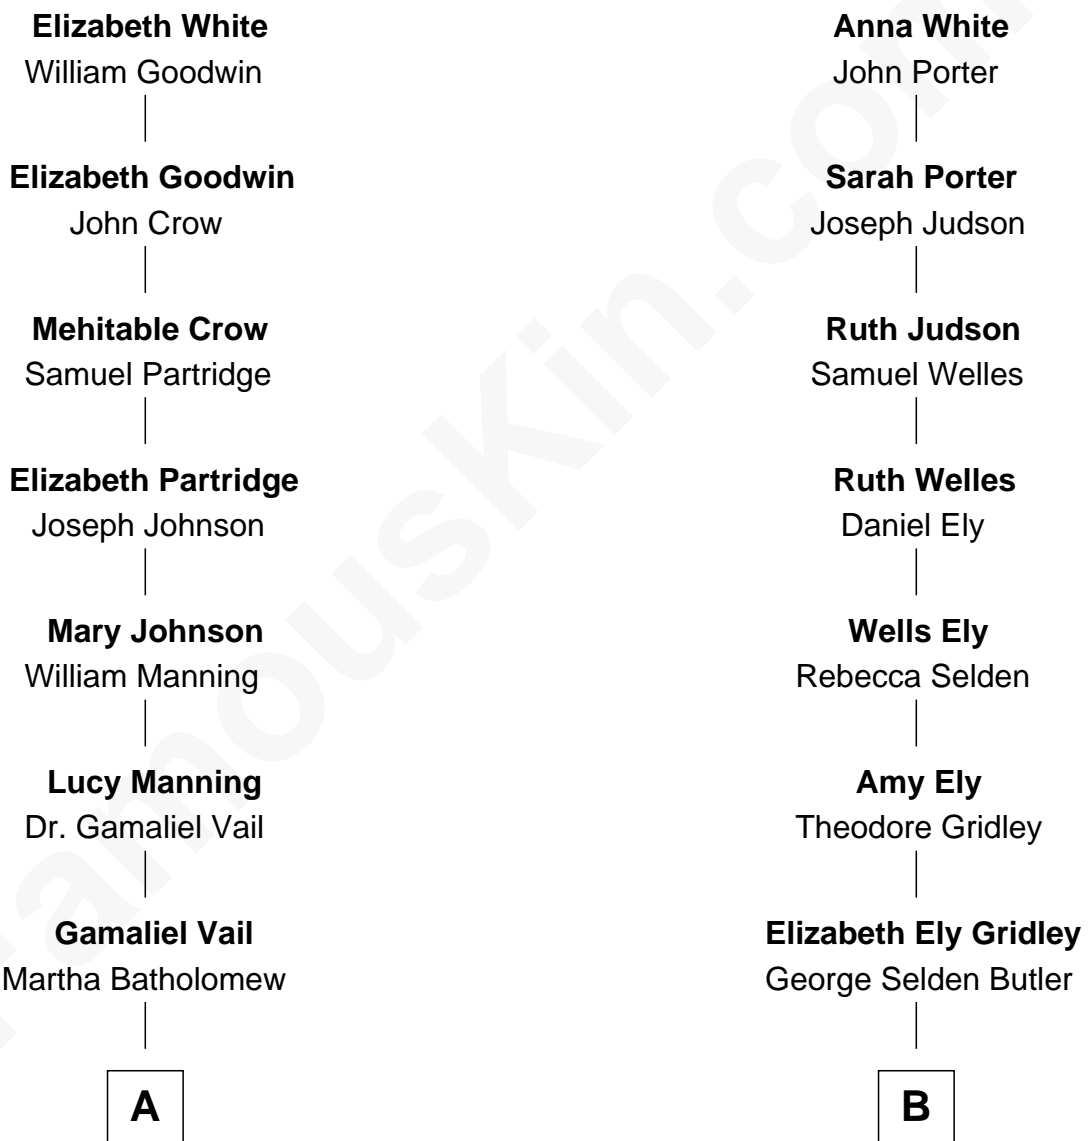 Elizabeth White
William Goodwin
Elizabeth Goodwin
John Crow
Mehitable Crow
Samuel Partridge
Elizabeth Partridge
Joseph Johnson
Mary Johnson
William Manning
Lucy Manning
Dr. Gamaliel Vail
Gamaliel Vail
Martha Batholomew
A
Anna White
John Porter
Sarah Porter
Joseph Judson
Ruth Judson
Samuel Welles
Ruth Welles
Daniel Ely
Wells Ely
Rebecca Selden
Amy Ely
Theodore Gridley
Elizabeth Ely Gridley
George Selden Butler
B
FamousKin.com